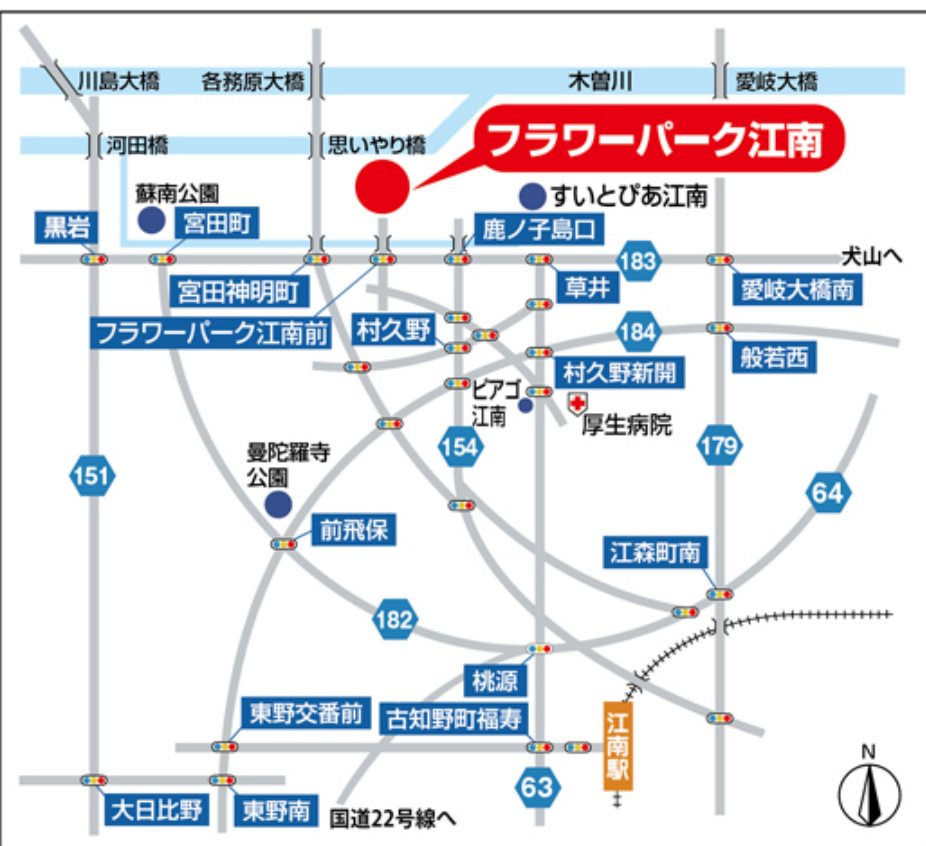 川島大橋
各務原大橋
木曽川
愛岐大橋
河田橋
思いやり橋
フラワーパーク江南
蘇南公園
すいとぴあ江南
黒岩
宮田町
鹿ノ子島口
183
犬山へ
宮田神明町
草井
愛岐大橋南
フラワーパーク江南前
村久野
184
般若西
村久野新開
ピアゴ
江南
厚生病院
曼陀羅寺
公園
151
154
179
64
前飛保
江森町南
182
桃源
東野交番前
古知野町福寿
江南駅
63
N
大日比野
東野南
国道22号線へ